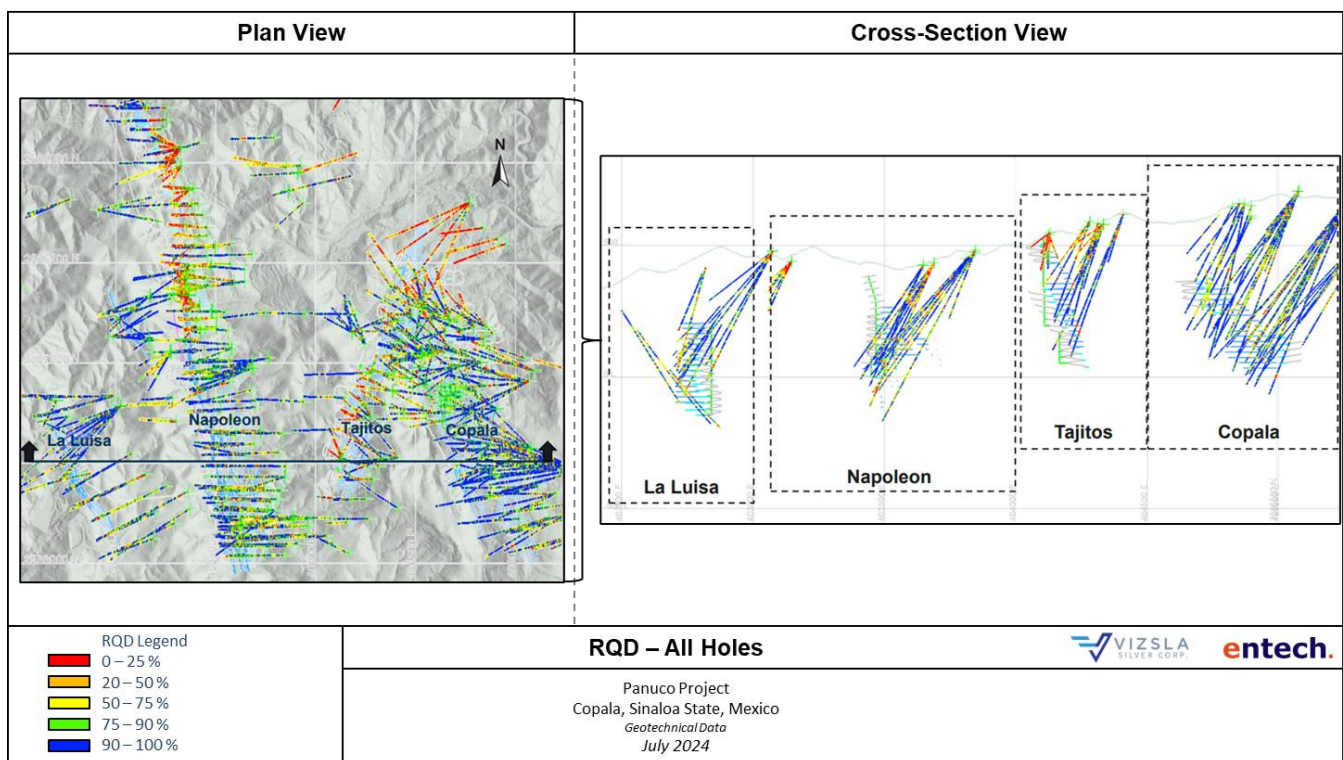 Plan View
Cross-Section View
N
La Luisa
Napoleon
Tajitos
Copala
La Luisa
Napoleon
Tajitos
Copala
RQD Legend
0 – 25 %
20 – 50 %
50 – 75 %
75 – 90 %
90 – 100 %
RQD – All Holes
VIZSLA
SILVER CORP.
entech.
Panuco Project
Copala, Sinaloa State, Mexico
Geotechnical Data
July 2024